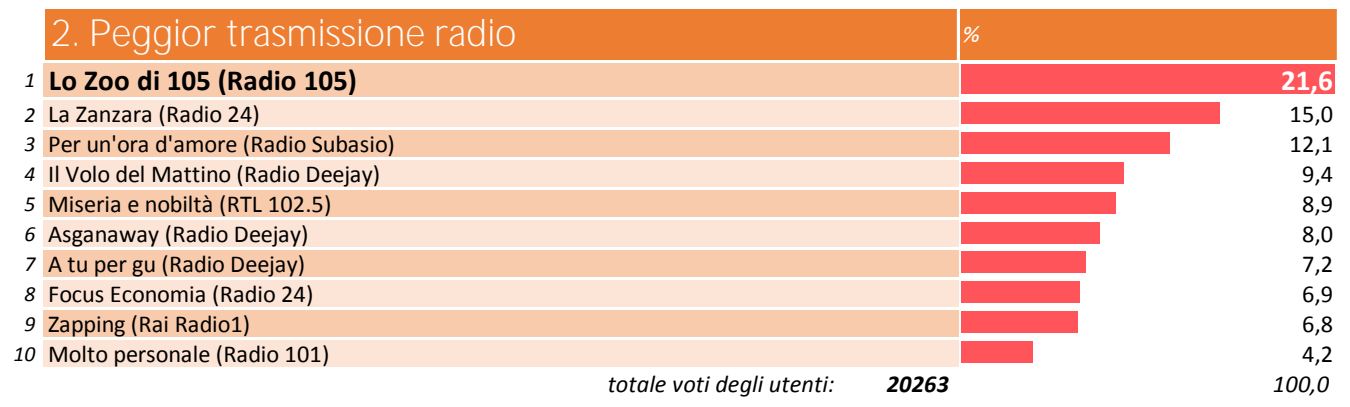 2. Peggior trasmissione radio %
1 Lo Zoo di 105 (Radio 105) 21,6
2 La Zanzara (Radio 24) 15,0
3 Per un'ora d'amore (Radio Subasio) 12,1
4 Il Volo del Mattino (Radio Deejay) 9,4
5 Miseria e nobiltà (RTL 102.5) 8,9
6 Asganaway (Radio Deejay) 8,0
7 A tu per gu (Radio Deejay) 7,2
8 Focus Economia (Radio 24) 6,9
9 Zapping (Rai Radio1) 6,8
10 Molto personale (Radio 101) 4,2
totale voti degli utenti: 20263 100,0